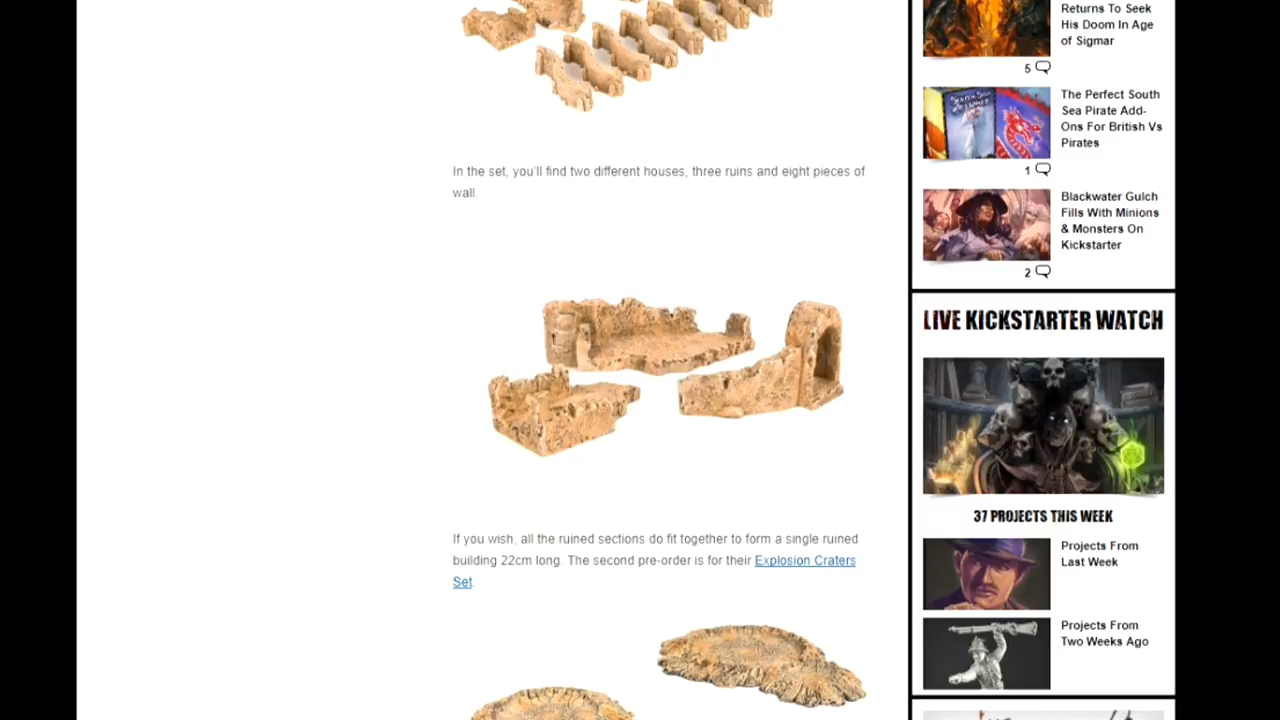 In the set, you'll find two different houses, three ruins and eight pieces of
wall.
If you wish, all the ruined sections do fit together to form a single ruined
building 22cm long. The second pre-order is for their Explosion Craters
Set.
Returns To Seek
His Doom In Age
of Sigmar
5
The Perfect South
Sea Pirate Add-
Ons For British Vs
Pirates
1
Blackwater Gulch
Fills With Minions
& Monsters On
Kickstarter
2
LIVE KICKSTARTER WATCH
37 PROJECTS THIS WEEK
Projects From
Last Week
Projects From
Two Weeks Ago